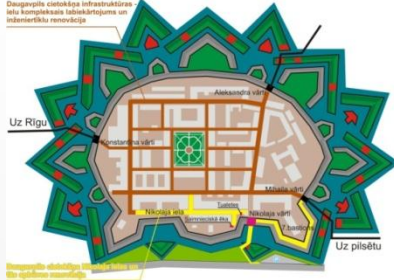 Daugavpils cietokšņa infrastruktūras -
ielu kompleksais labiekārtojums un
inženiertīklu renovācija
Aleksandra vārti
Uz Rīgu
Konstantīna vārti
Mihaila vārti
Nikolaja iela
Nikolaja vārti
7 bastions
Uz pilsētu